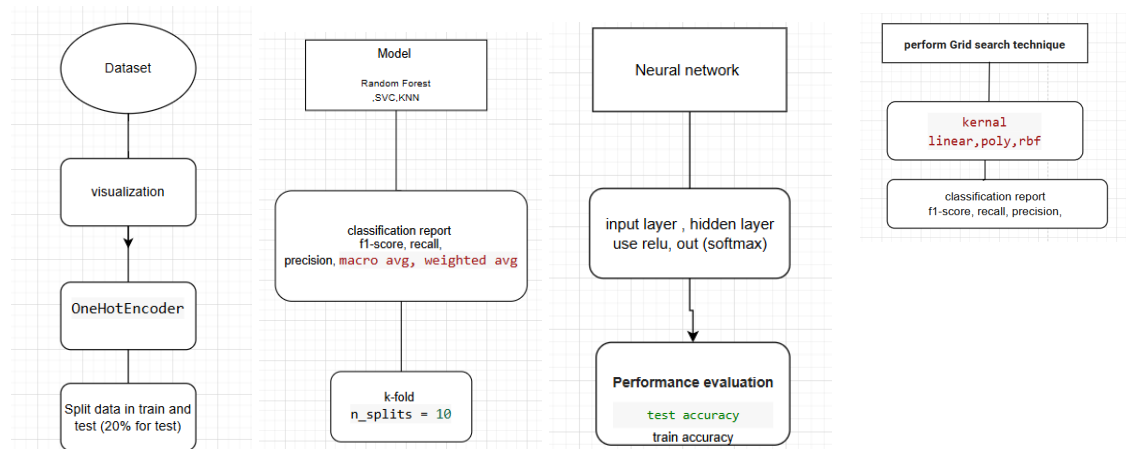 Dataset
visualization
OneHotEncoder
Split data in train and
test (20% for test)
Model
Random Forest
,SVC,KNN
classification report
f1-score, recall,
precision, macro avg, weighted avg
k-fold
n_splits = 10
Neural network
input layer , hidden layer
use relu, out (softmax)
Performance evaluation
test accuracy
train accuracy
perform Grid search technique
kernal
linear,poly,rbf
classification report
f1-score, recall, precision,